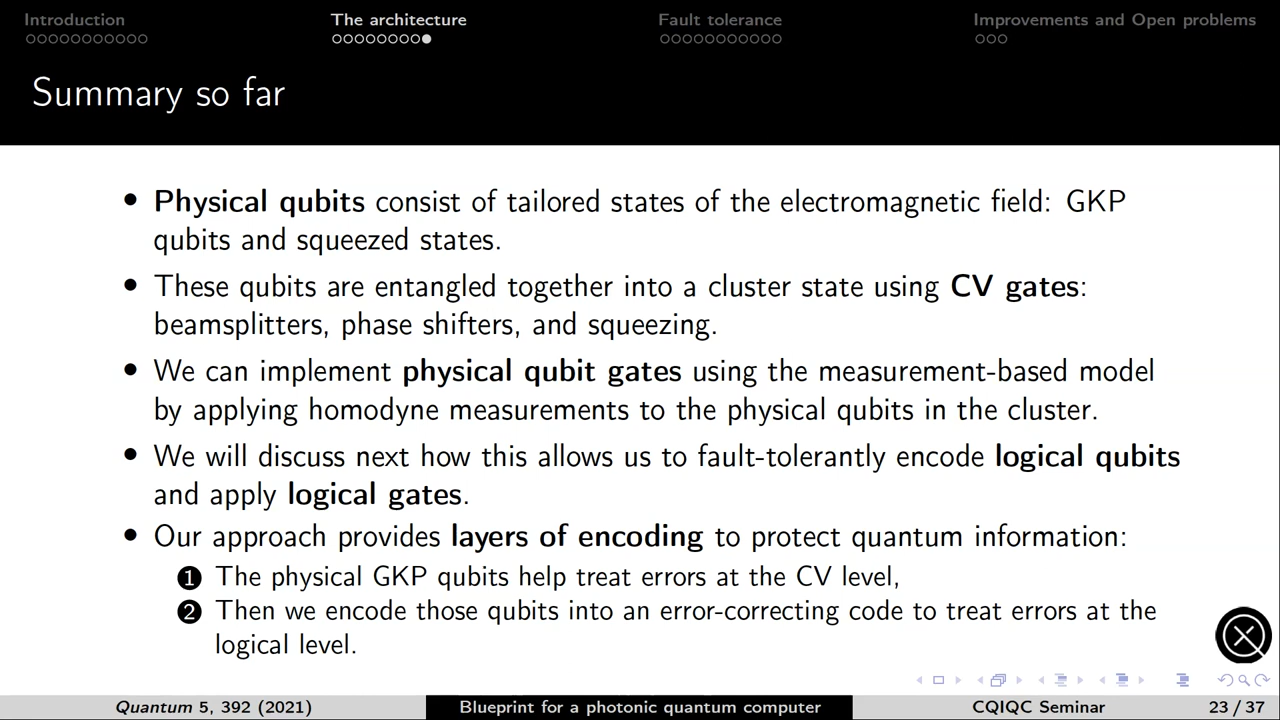 Introduction
The architecture
Fault tolerance
Improvements and Open problems
Summary so far
• Physical qubits consist of tailored states of the electromagnetic field: GKP
qubits and squeezed states.
• These qubits are entangled together into a cluster state using CV gates:
beamsplitters, phase shifters, and squeezing.
• We can implement physical qubit gates using the measurement-based model
by applying homodyne measurements to the physical qubits in the cluster.
• We will discuss next how this allows us to fault-tolerantly encode logical qubits
and apply logical gates.
• Our approach provides layers of encoding to protect quantum information:
1 The physical GKP qubits help treat errors at the CV level,
2 Then we encode those qubits into an error-correcting code to treat errors at the
logical level.
Quantum 5, 392 (2021)
Blueprint for a photonic quantum computer
CQIQC Seminar
23 / 37